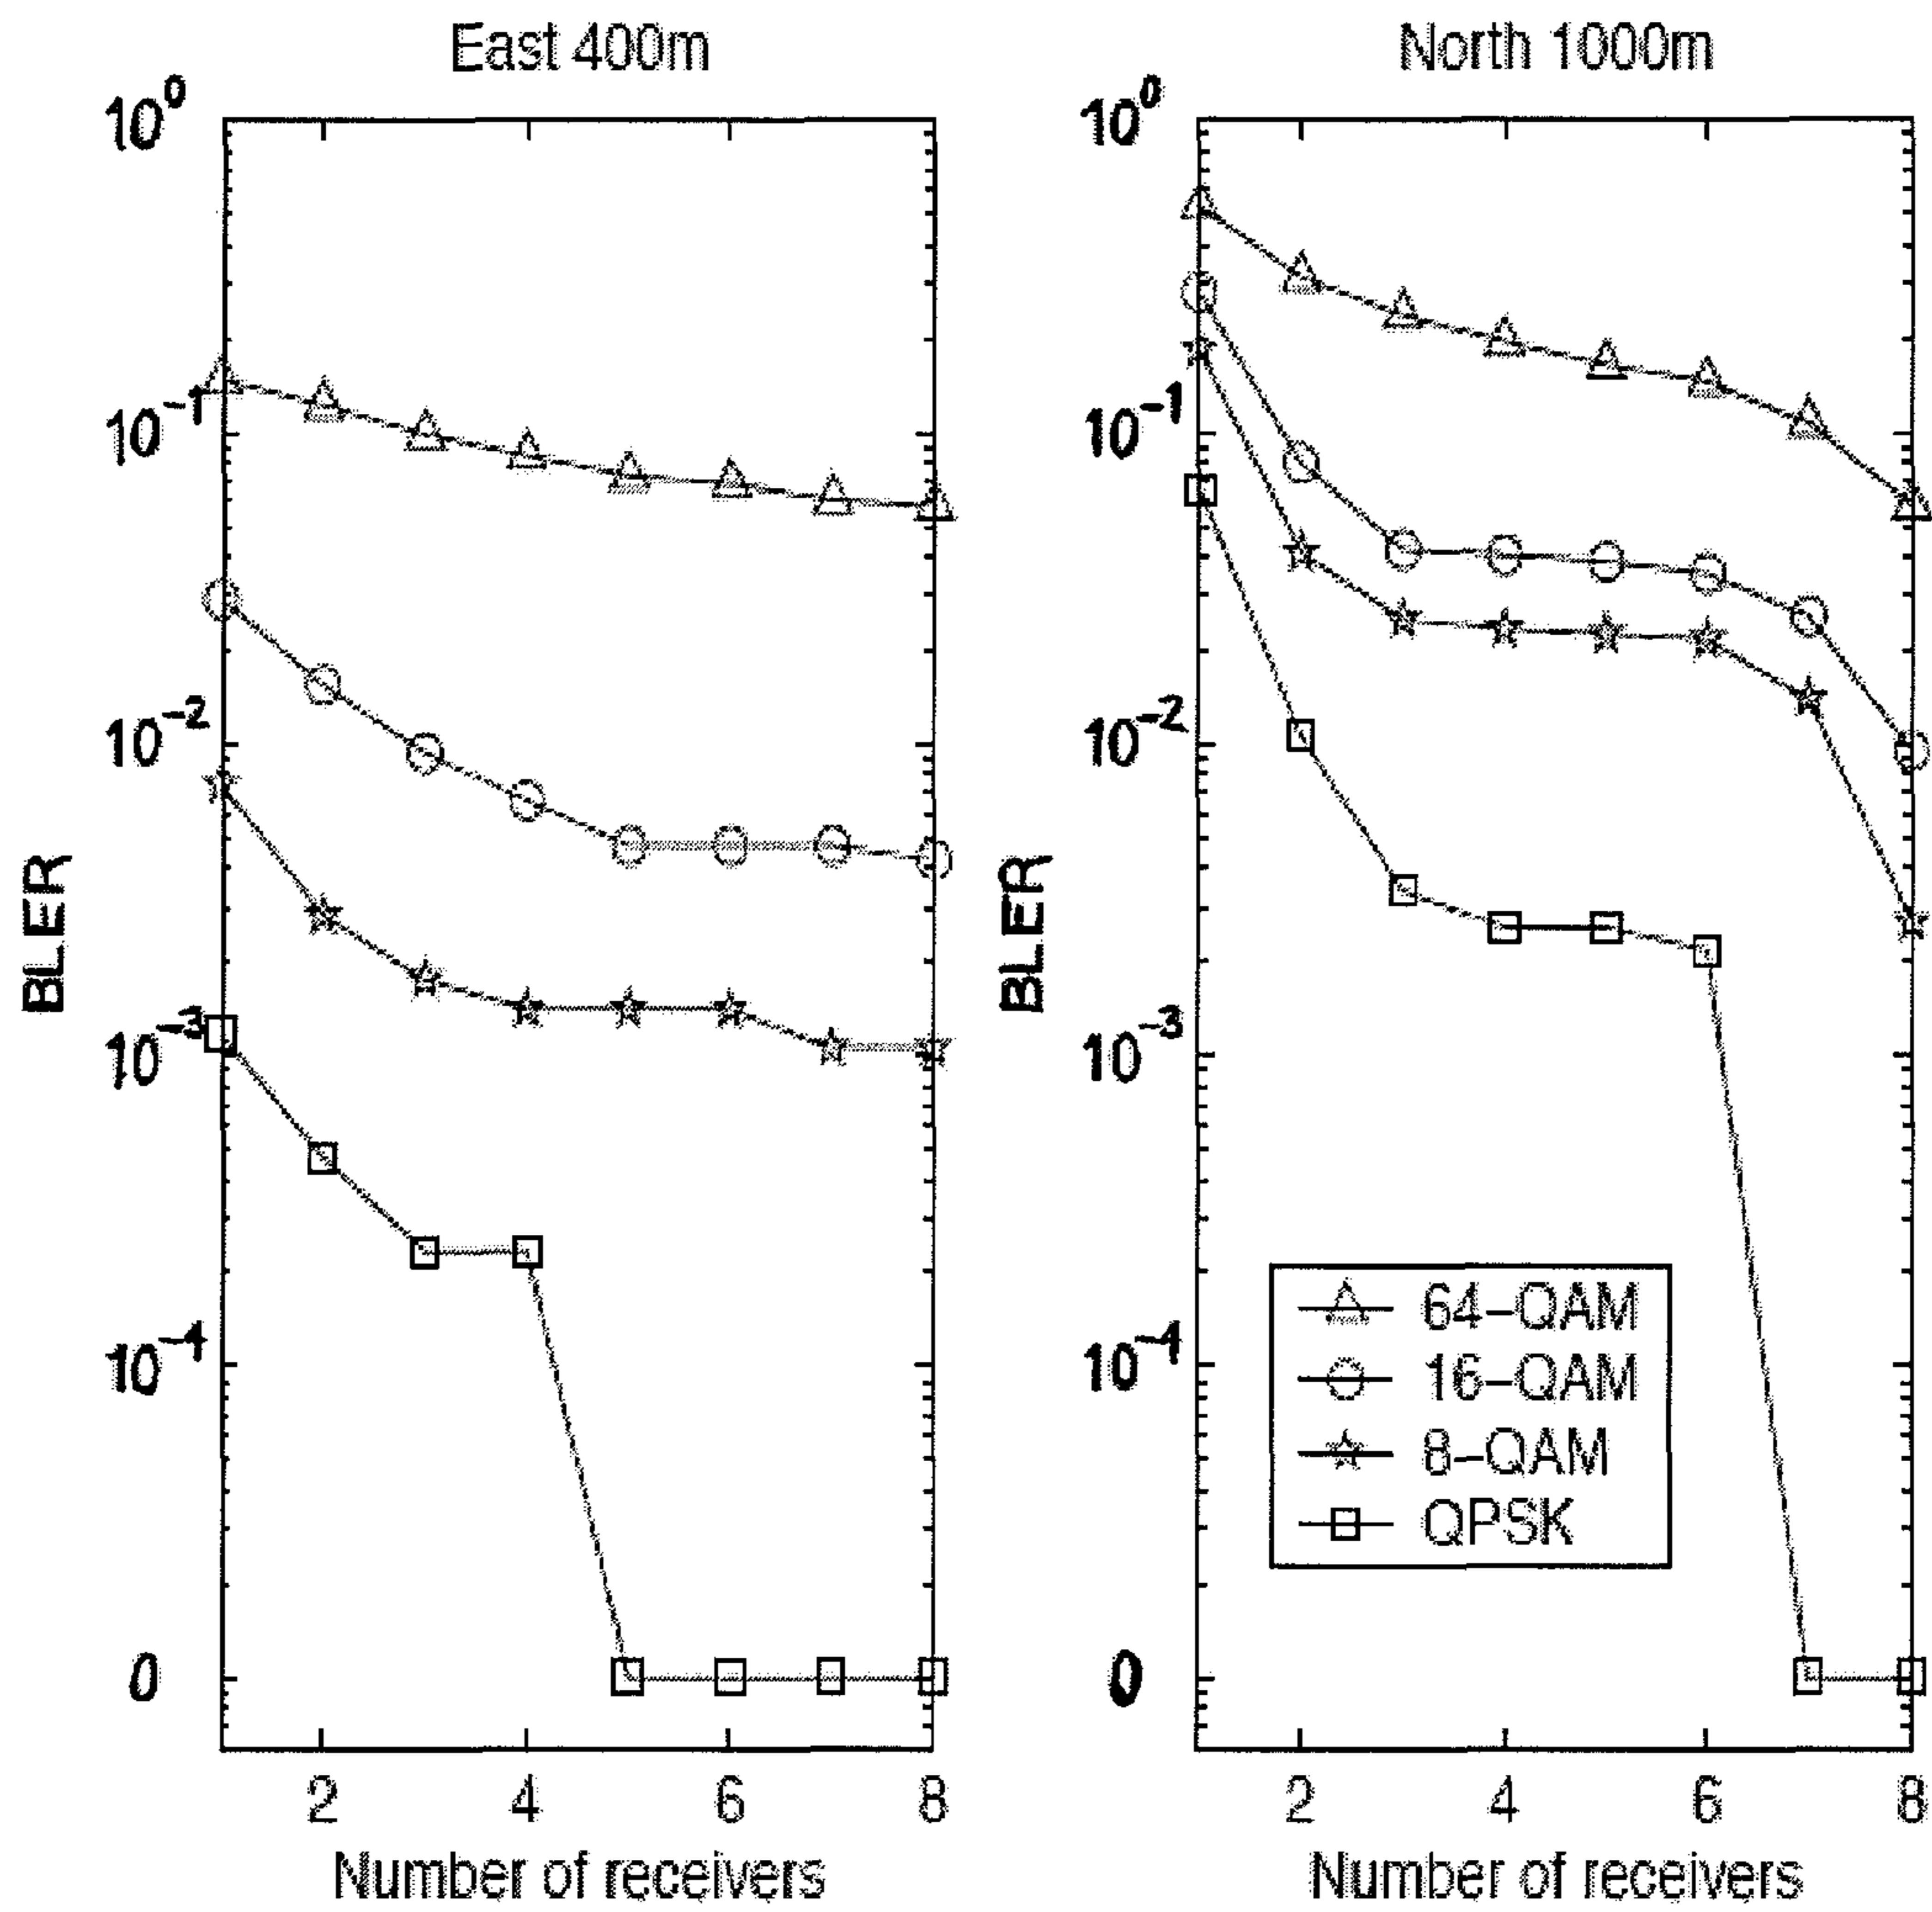 East 400m
10^0
10^-1
10^-2
10^-3
10^-4
0
BLER
2 4 6 8
Number of receivers
North 1000m
10^0
10^-1
10^-2
10^-3
10^-4
0
BLER
64-QAM
16-QAM
8-QAM
QPSK
2 4 6 8
Number of receivers